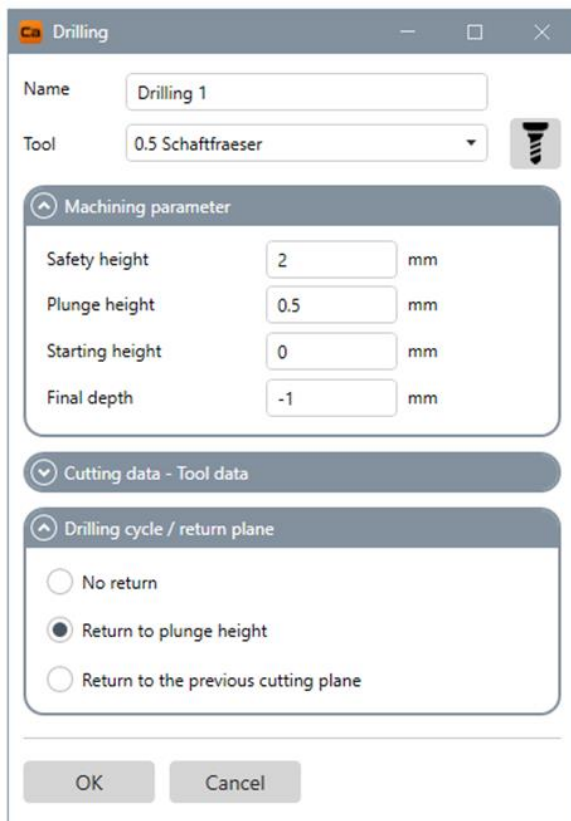 Ca Drilling
Name Drilling 1
Tool 0.5 Schaftfraeser
Machining parameter
Safety height 2 mm
Plunge height 0.5 mm
Starting height 0 mm
Final depth -1 mm
Cutting data - Tool data
Drilling cycle / return plane
No return
Return to plunge height
Return to the previous cutting plane
OK Cancel